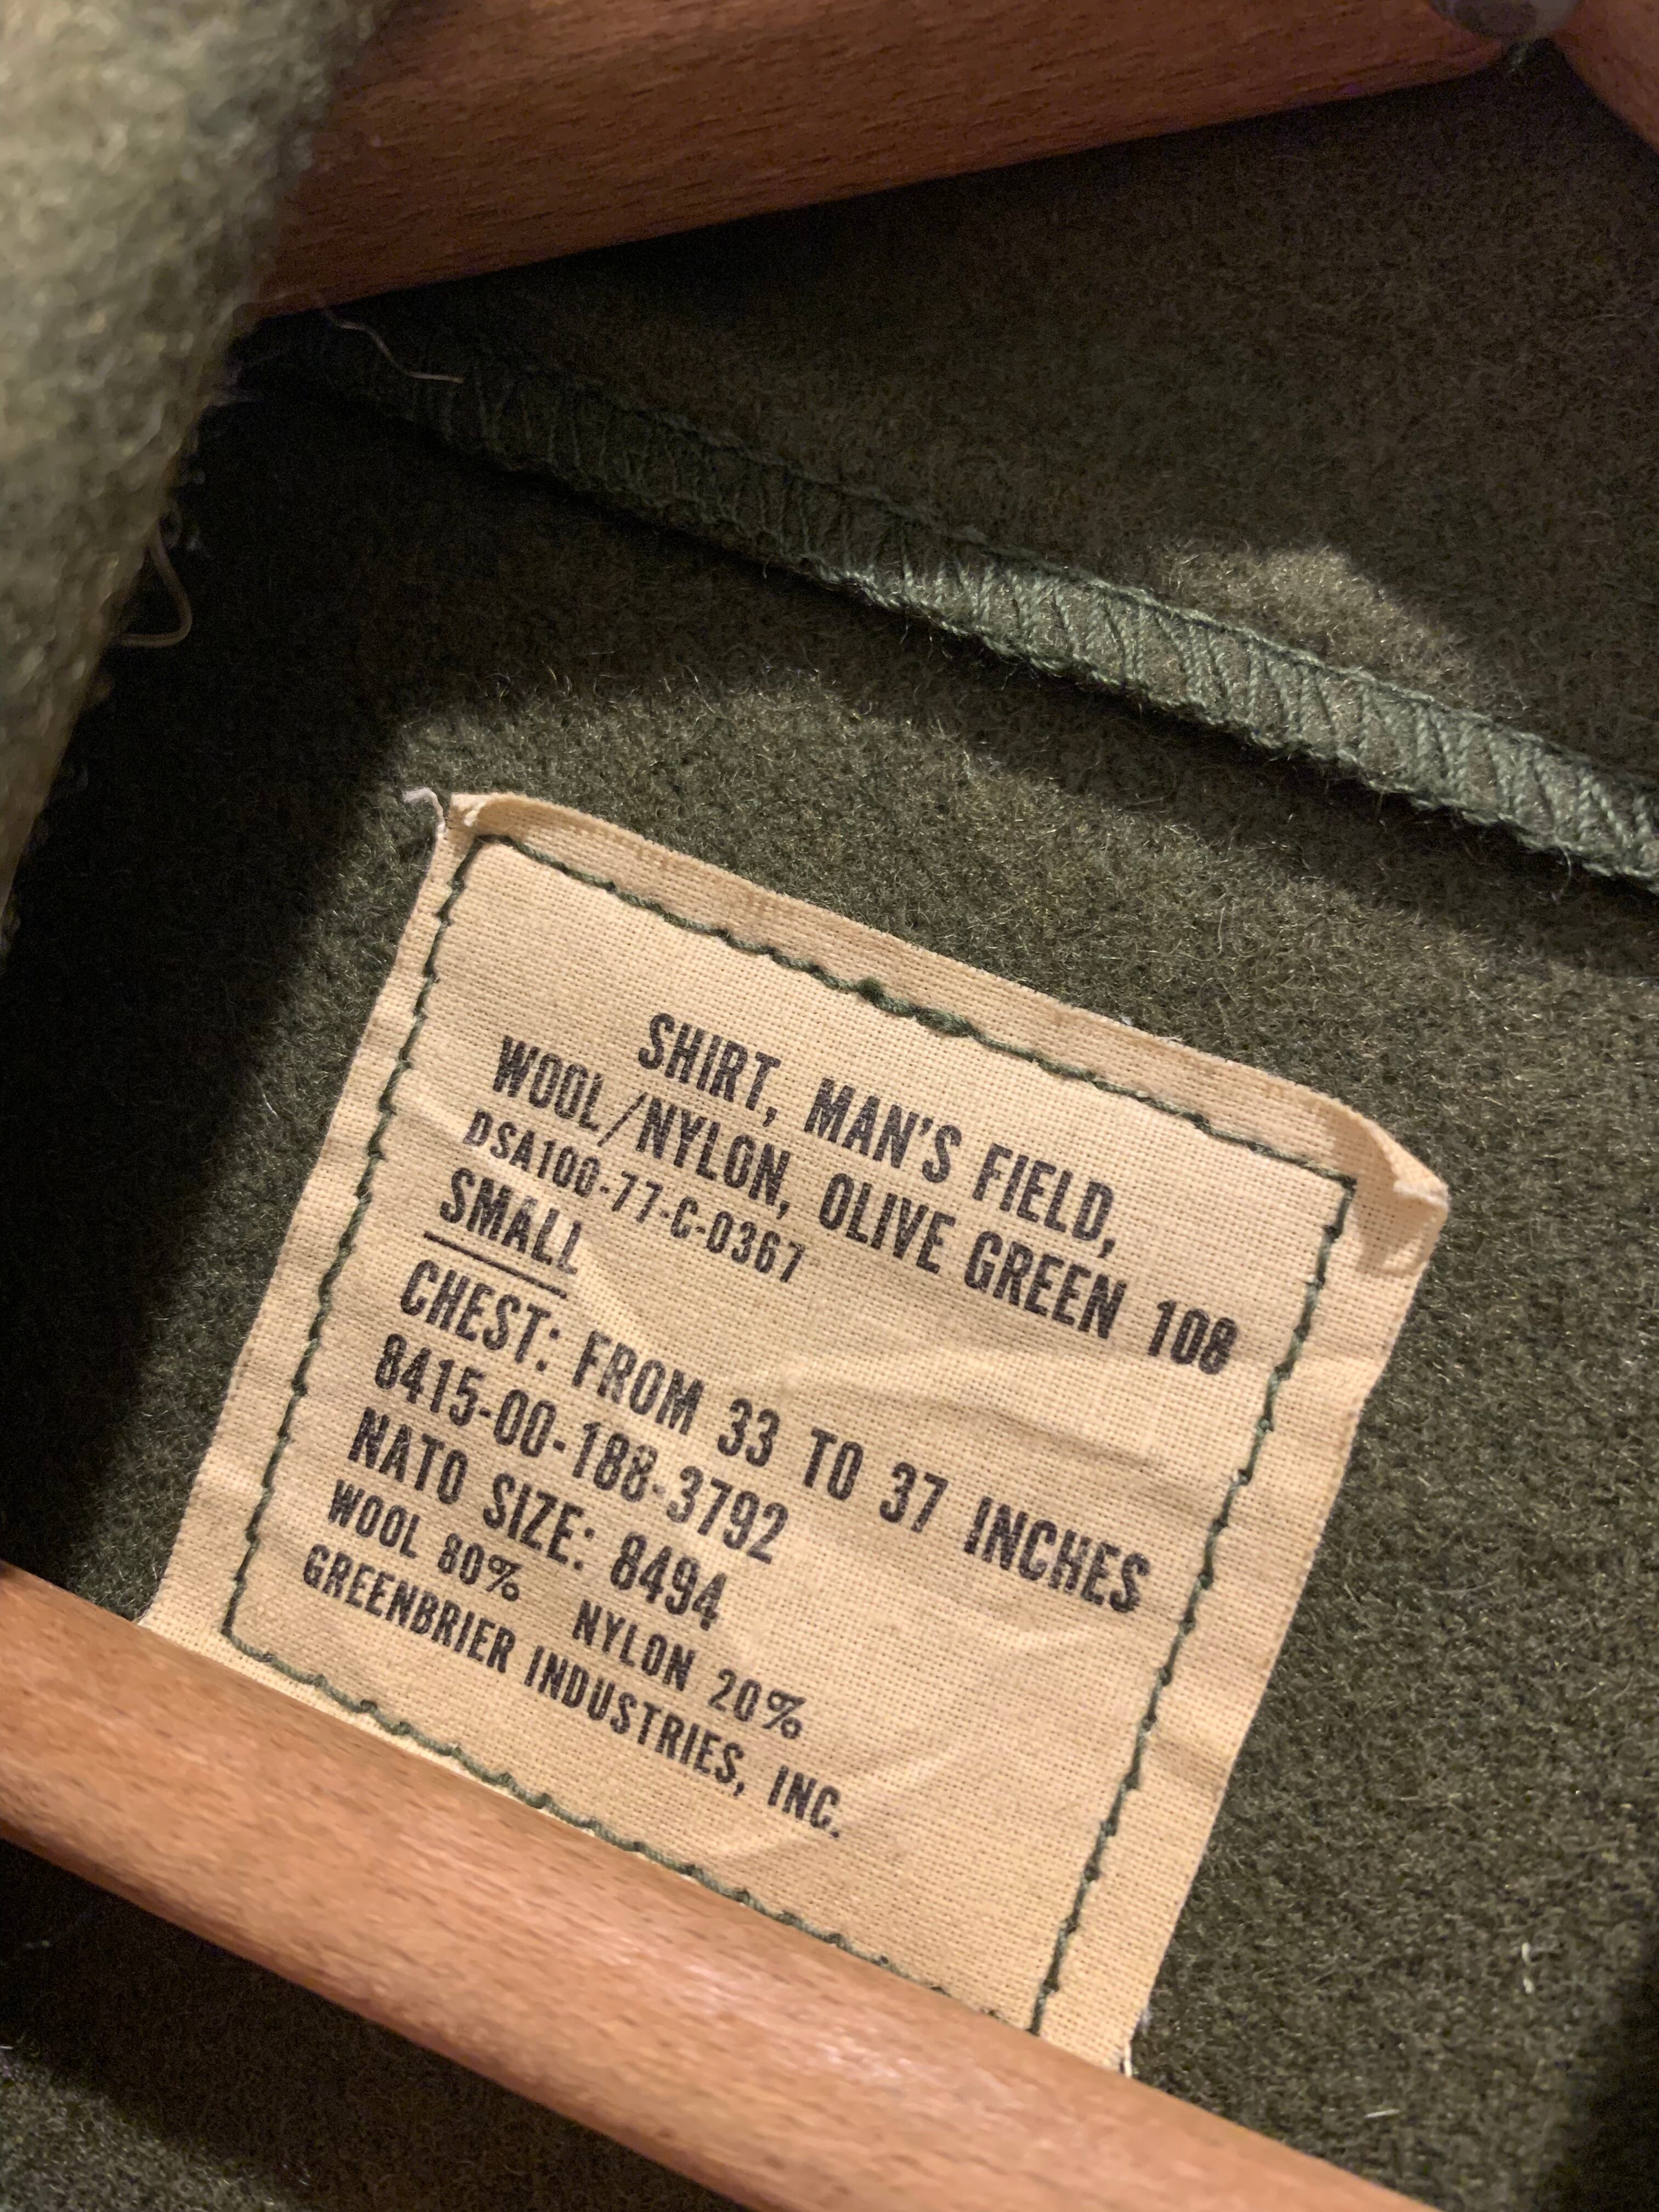 SHIRT, MAN'S FIELD,
WOOL/NYLON, OLIVE GREEN 108
DSA100-77-C-0367
SMALL
CHEST: FROM 33 TO 37 INCHES
8415-00-188-3792
NATO SIZE: 8494
WOOL 80% NYLON 20%
GREENBRIER INDUSTRIES, INC.